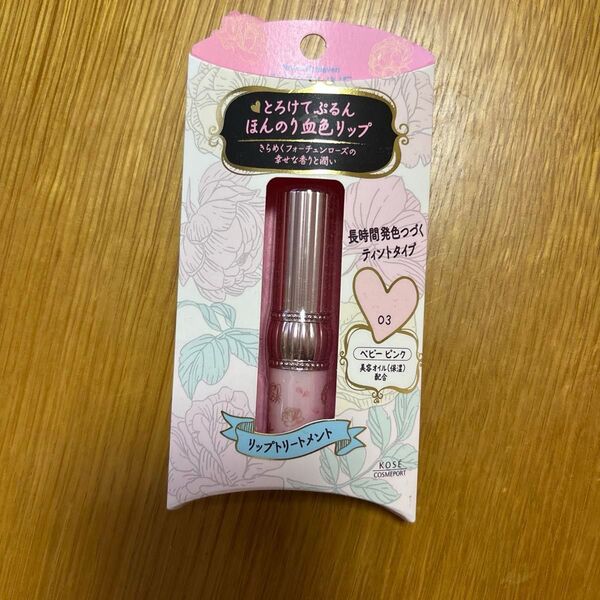 とろけてぷるん
ほんのり血色リップ
きらめくフォーチュンローズの
幸せな香りと潤い
長時間発色つづく
ティントタイプ
03
ベビー ピンク
美容オイル(保湿)
配合
リップトリートメント
KOSÉ
COSMEPORT